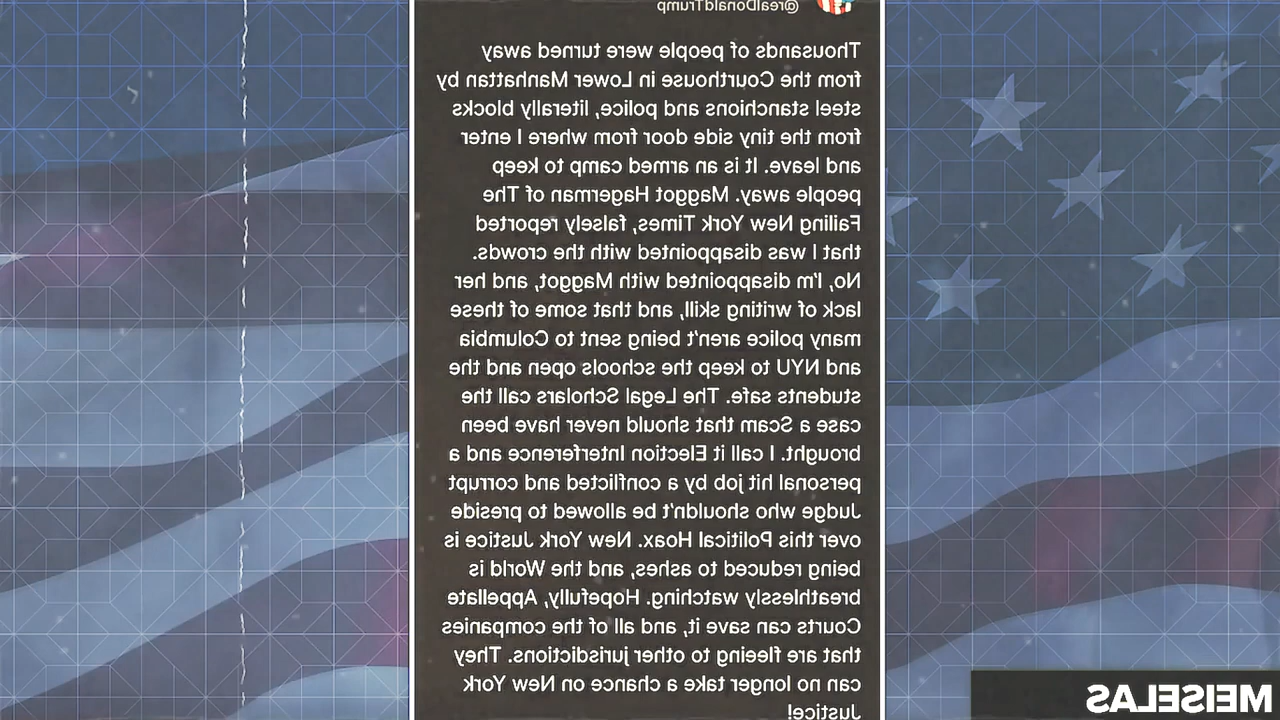 @realDonaldTrump
Thousands of people were turned away
from the Courthouse in Lower Manhattan by
steel stanchions and police, literally blocks
from the tiny side door from where I enter
and leave. It is an armed camp to keep
people away. Maggot Hagerman of The
Failing New York Times, falsely reported
that I was disappointed with the crowds.
No, I'm disappointed with Maggot, and her
lack of writing skill, and that some of these
many police aren't being sent to Columbia
and NYU to keep the schools open and the
students safe. The Legal Scholars call the
case a Scam that should never have been
brought. I call it Election Interference and a
personal hit job by a conflicted and corrupt
Judge who shouldn't be allowed to preside
over this Political Hoax. New York Justice is
being reduced to ashes, and the World is
breathlessly watching. Hopefully, Appellate
Courts can save it, and all of the companies
that are fleeing to other jurisdictions. They
can no longer take a chance on New York
Justice!
MEISELAS